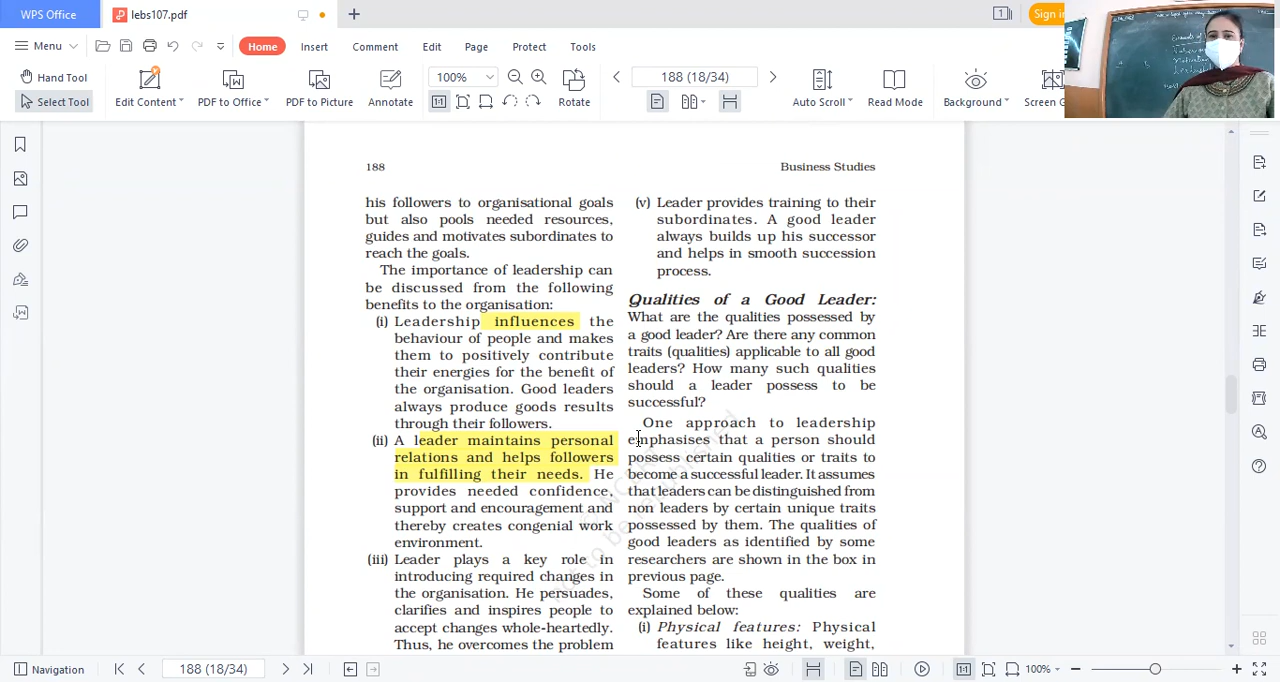 WPS Office
lebs107.pdf
Sign in
Menu
Home
Insert
Comment
Edit
Page
Protect
Tools
Hand Tool
Select Tool
Edit Content
PDF to Office
PDF to Picture
Annotate
100%
Rotate
188 (18/34)
Auto Scroll
Read Mode
Background
Screen G
188
Business Studies
his followers to organisational goals
but also pools needed resources,
guides and motivates subordinates to
reach the goals.
The importance of leadership can
be discussed from the following
benefits to the organisation:
(i) Leadership influences the
behaviour of people and makes
them to positively contribute
their energies for the benefit of
the organisation. Good leaders
always produce goods results
through their followers.
(ii) A leader maintains personal
relations and helps followers
in fulfilling their needs. He
provides needed confidence,
support and encouragement and
thereby creates congenial work
environment.
(iii) Leader plays a key role in
introducing required changes in
the organisation. He persuades,
clarifies and inspires people to
accept changes whole-heartedly.
Thus, he overcomes the problem
(v) Leader provides training to their
subordinates. A good leader
always builds up his successor
and helps in smooth succession
process.
Qualities of a Good Leader:
What are the qualities possessed by
a good leader? Are there any common
traits (qualities) applicable to all good
leaders? How many such qualities
should a leader possess to be
successful?
One approach to leadership
emphasises that a person should
possess certain qualities or traits to
become a successful leader. It assumes
that leaders can be distinguished from
non leaders by certain unique traits
possessed by them. The qualities of
good leaders as identified by some
researchers are shown in the box in
previous page.
Some of these qualities are
explained below:
(i) Physical features: Physical
features like height, weight,
Navigation
188 (18/34)
100%